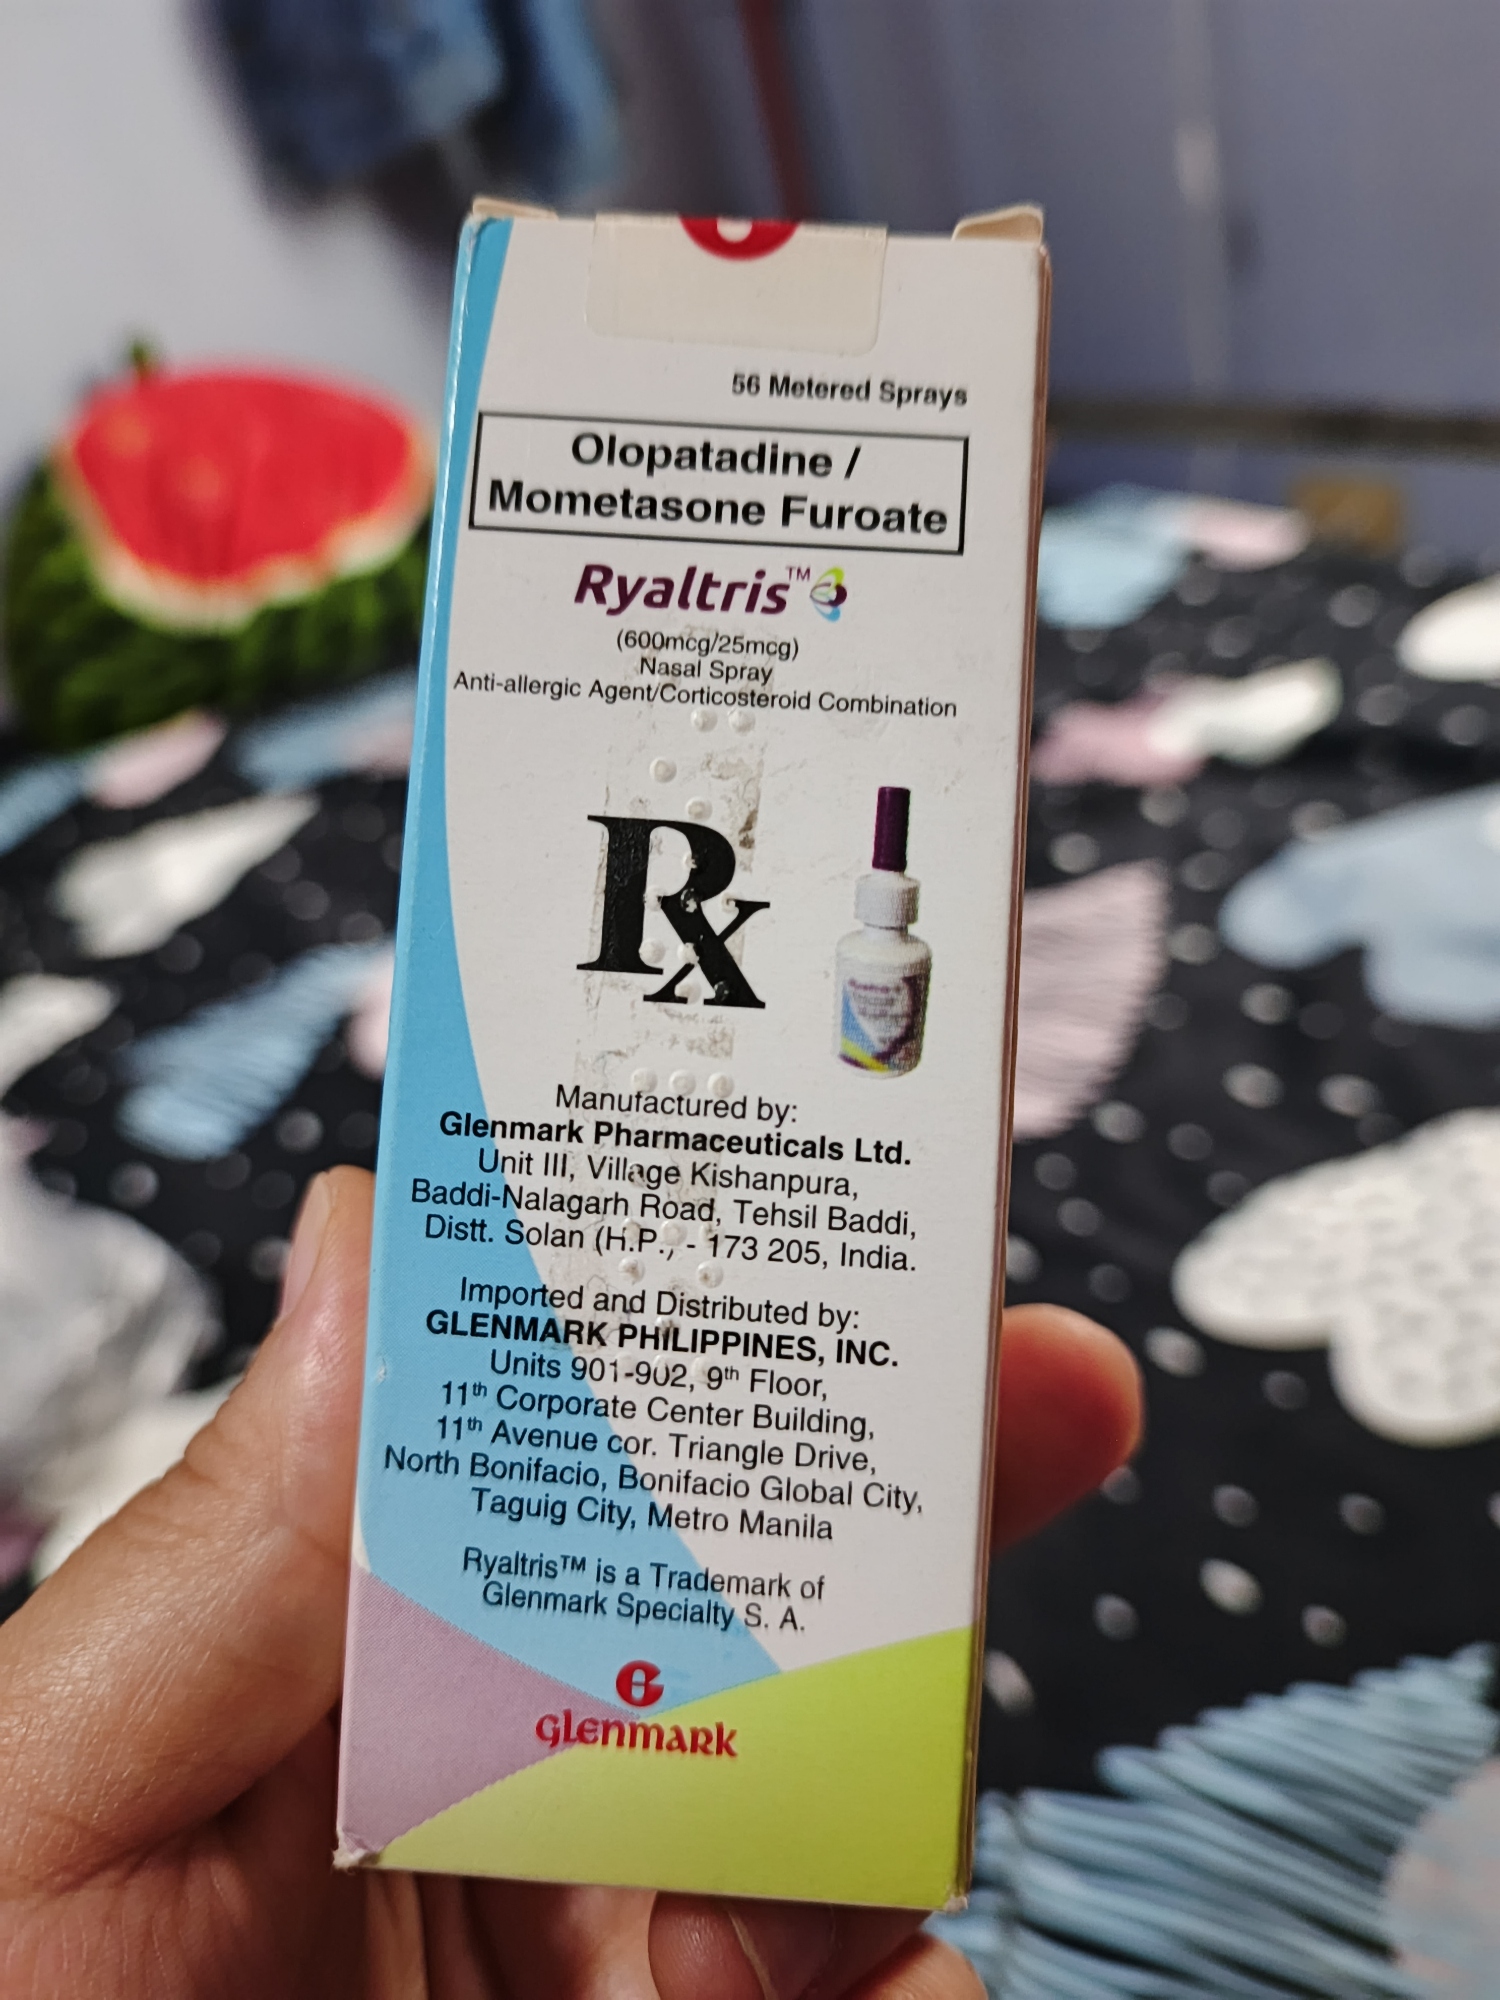 56 Metered Sprays
Olopatadine /
Mometasone Furoate
Ryaltris™
(600mcg/25mcg)
Nasal Spray
Anti-allergic Agent/Corticosteroid Combination
Rx
Manufactured by:
Glenmark Pharmaceuticals Ltd.
Unit III, Village Kishanpura,
Baddi-Nalagarh Road, Tehsil Baddi,
Distt. Solan (H.P., - 173 205, India.
Imported and Distributed by:
GLENMARK PHILIPPINES, INC.
Units 901-902, 9th Floor,
11th Corporate Center Building,
11th Avenue cor. Triangle Drive,
North Bonifacio, Bonifacio Global City,
Taguig City, Metro Manila
Ryaltris™ is a Trademark of
Glenmark Specialty S. A.
Glenmark